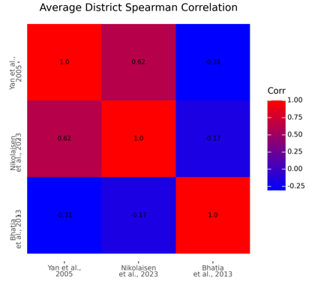 Average District Spearman Correlation
Yan et al.,
2005
1.0
0.62
Corr
1.00
0.75
0.50
0.25
0.00
-0.25
Nikolaisen
et al., 2023
0.62
1.0
-0.17
Bhatia
et al., 2013
-0.17
1.0
Yan et al.,
2005
Nikolaisen
et al., 2023
Bhatia
et al., 2013